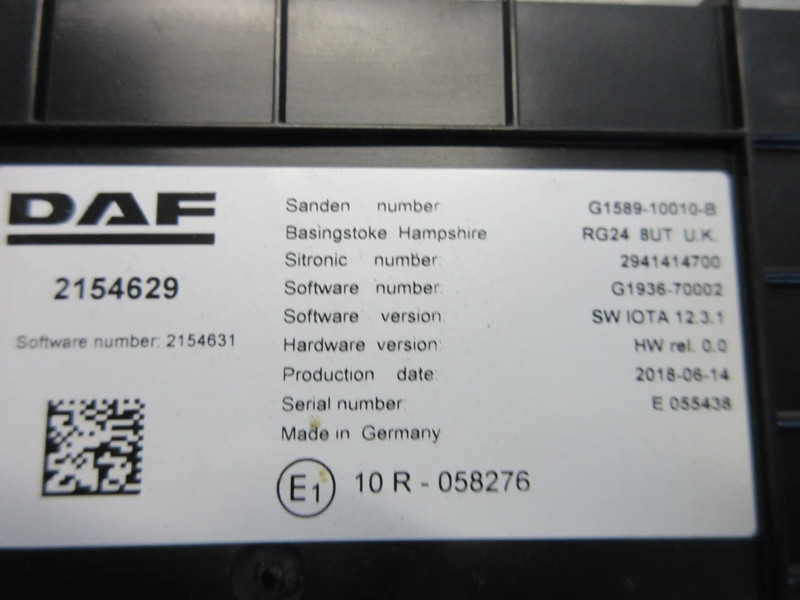 DAF
2154629
Software number: 2154631
Sanden number: G1589-10010-B
Basingstoke Hampshire RG24 8UT U.K.
Sitronic number: 2941414700
Software number: G1936-70002
Software version: SW IOTA 12.3.1
Hardware version: HW rel. 0.0
Production date: 2018-06-14
Serial number: E 055438
Made in Germany
E1 10 R - 058276